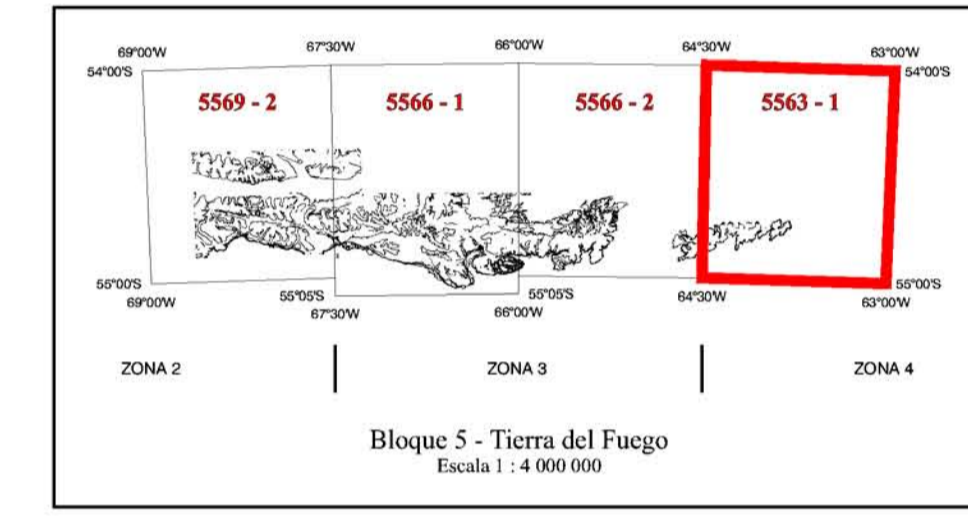 69°00'W 67°30'W 66°00'W 64°30'W 63°00'W
54°00'S 54°00'S
5569 - 2 5566 - 1 5566 - 2 5563 - 1
55°00'S 55°05'S 55°05'S 55°00'S
69°00'W 67°30'W 66°00'W 64°30'W 63°00'W
ZONA 2 ZONA 3 ZONA 4
Bloque 5 - Tierra del Fuego
Escala 1 : 4 000 000